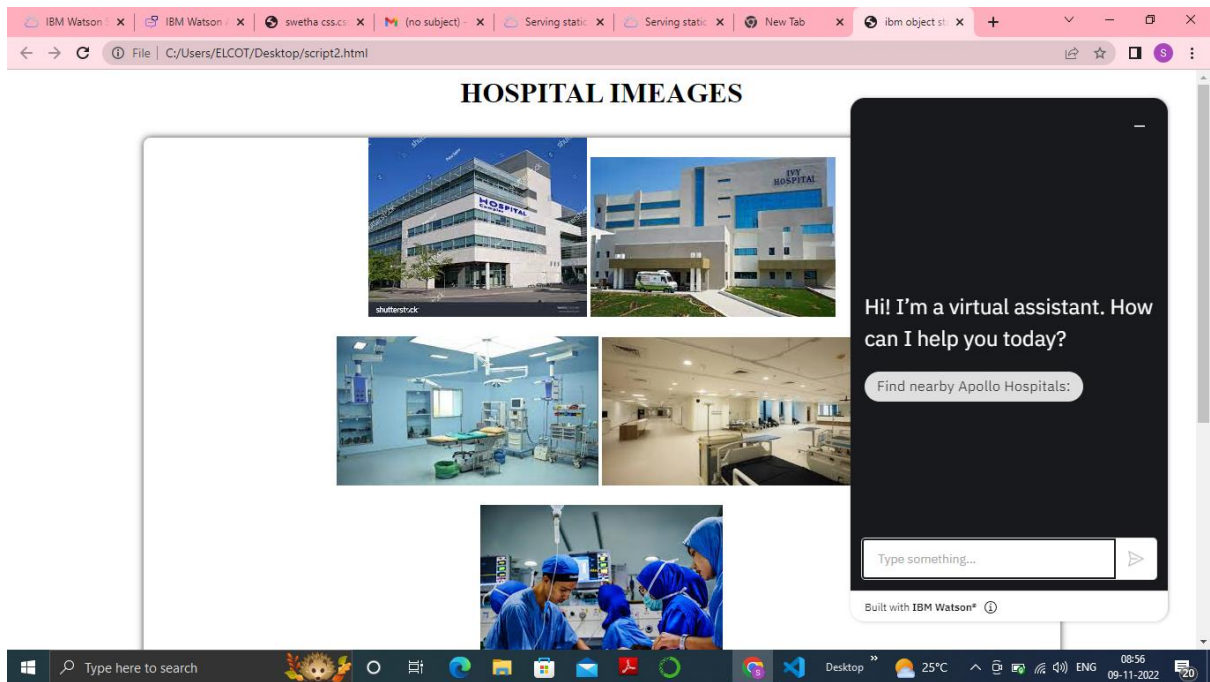 IBM Watson S
IBM Watson A
swetha css.cs
(no subject) -
Serving static
Serving static
New Tab
ibm object st
File | C:/Users/ELCOT/Desktop/script2.html
S
HOSPITAL IMEAGES
HOSPITAL
shutterstock
IVY
HOSPITAL
Hi! I'm a virtual assistant. How
can I help you today?
Find nearby Apollo Hospitals:
Type something...
Built with IBM Watson®
Type here to search
Desktop
25°C
ENG
08:56
09-11-2022
20